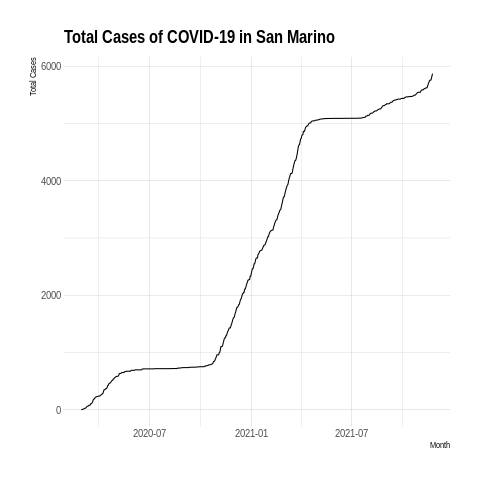 Total Cases of COVID-19 in San Marino
Total Cases
6000
4000
2000
0
2020-07 2021-01 2021-07
Month